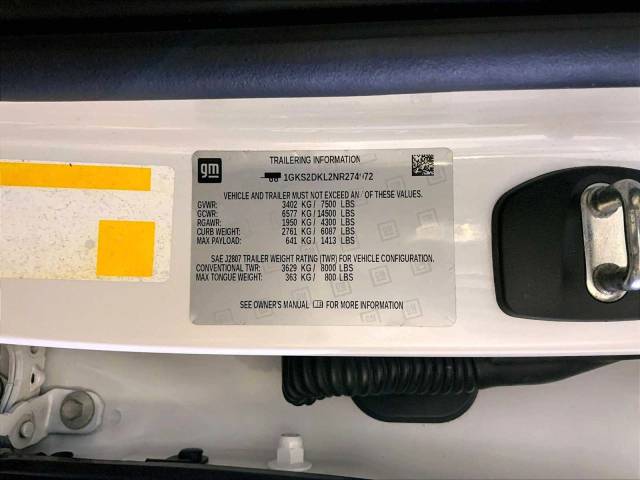 gm
TRAILERING INFORMATION
1GKS2DKL2NR274
VEHICLE AND TRAILER MUST NOT EXCEED ANY OF THESE VALUES.
GVWR: 3402 KG / 7500 LBS
GCWR: 6577 KG / 14500 LBS
RGAWR: 1950 KG / 4300 LBS
CURB WEIGHT: 2761 KG / 6087 LBS
MAX PAYLOAD: 641 KG / 1413 LBS
SAE J2807 TRAILER WEIGHT RATING (TWR) FOR VEHICLE CONFIGURATION.
CONVENTIONAL TWR: 3629 KG / 8000 LBS
MAX TONGUE WEIGHT: 363 KG / 800 LBS
SEE OWNER'S MANUAL FOR MORE INFORMATION